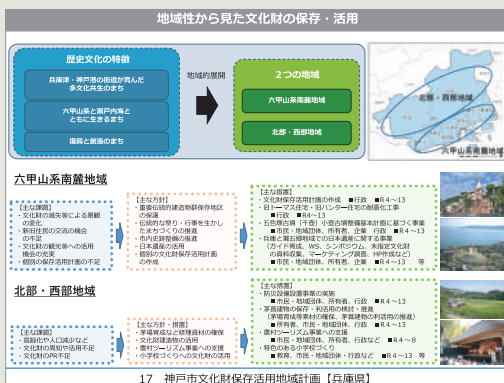 地域性から見た文化財の保存・活用
歴史文化の特徴
兵庫津・神戸港の街道が育んだ
多文化共生のまち
六甲山系と瀬戸内海と
ともに生きるまち
復興と創造のまち
地域的展開
2つの地域
六甲山系南麓地域
北部・西部地域
北部・西部地域
六甲山系南麓地域
六甲山系南麓地域
【主な課題】
・文化財の滅失等による景観
の変化
・新旧住民の交流の機会
の不足
・文化財の観光等への活用
機会の充実
・個別の保存活用計画の不足
【主な方針】
・重要伝統的建造物群保存地区
の保護
・伝統的な祭り・行事を生かし
たまちづくりの推進
・市内史跡整備の推進
・日本遺産の活用
・個別の文化財保存活用計画
の作成
【主な措置】
・文化財保存活用計画の作成 ■行政 ■R4～13
・旧トーマス住宅・旧ハンター住宅の耐震化工事
■行政 ■R4～13
・五色塚古墳（千壺）小壺古墳整備基本計画に基づく事業
■市民・地域団体、所有者、企業 行政 ■R4～13
・兵庫と灘五郷地域での日本遺産に関する事業
（ガイド育成、WS、シンポジウム、未指定文化財
の資料収集、マーケティング調査、HP作成など）
■市民・地域団体、所有者、企業 ■R4～13 等
北部・西部地域
【主な課題】
・高齢化や人口減少など
・文化財の周知や活用不足
・文化財のPR不足
【主な方針・措置】
・茅場育成など修理資材の確保
・文化財建造物の活用
・農村ツーリズム事業への支援
・小学校づくりへの文化財の活用
【主な措置】
・防災設備設置事業の実施
■市民・地域団体、所有者、行政 ■R4～13
・茅葺建物の保存・利活用の検討・推進
（茅場育成等資材の確保、茅葺建物の利活用の推進）
■所有者、市民・地域団体、行政 ■R4～13
・農村ツーリズム事業への支援
■市民・地域団体、所有者、行政など ■R4～8
・特色のある小学校づくり
■教育、市民・地域団体・行政など ■R4～13 等
17 神戸市文化財保存活用地域計画【兵庫県】